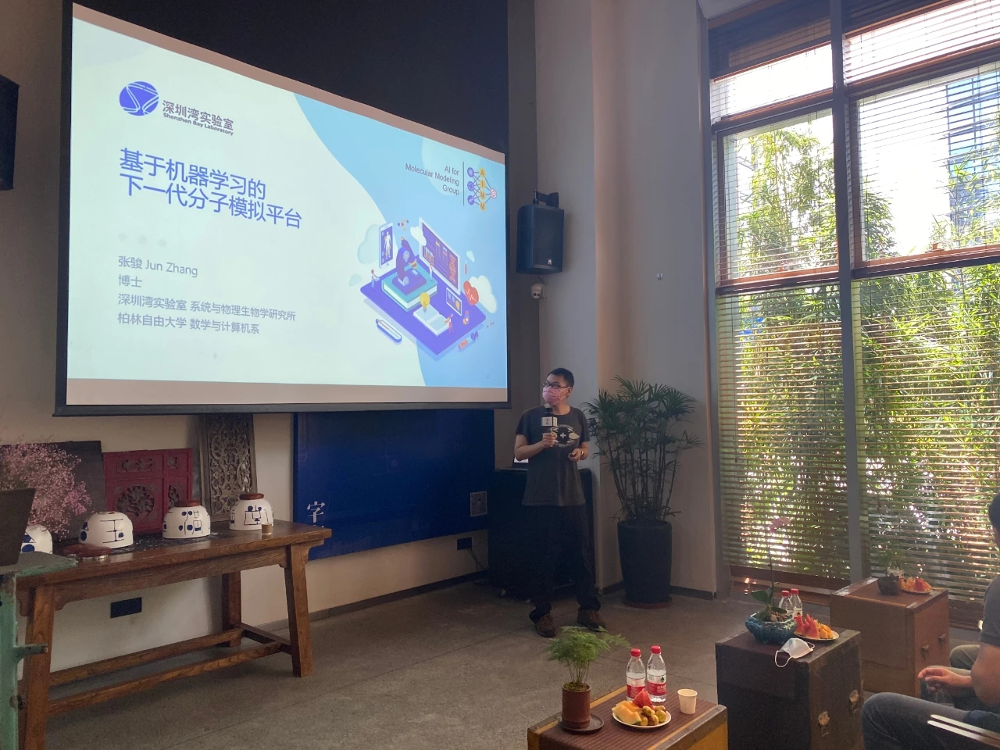 深圳湾实验室
Shenzhen Bay Laboratory
基于机器学习的
下一代分子模拟平台
AI for
Molecular Modeling
Group
张骏 Jun Zhang
博士
深圳湾实验室 系统与物理生物学研究所
柏林自由大学 数学与计算机系
字